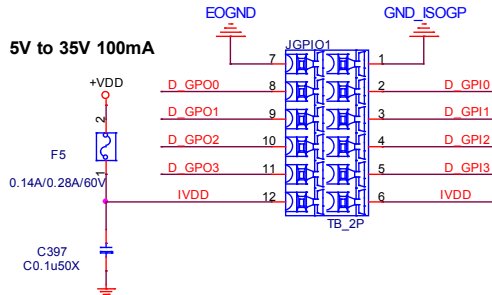 EOGND
GND_ISOGP
5V to 35V 100mA
JGPIO1
+VDD
7
1
D_GPO0
8
2
D_GPI0
D_GPO1
9
3
D_GPI1
2
D_GPO2
10
4
D_GPI2
F5
D_GPO3
11
5
D_GPI3
1
0.14A/0.28A/60V
IVDD
12
6
IVDD
TB_2P
C397
C0.1u50X